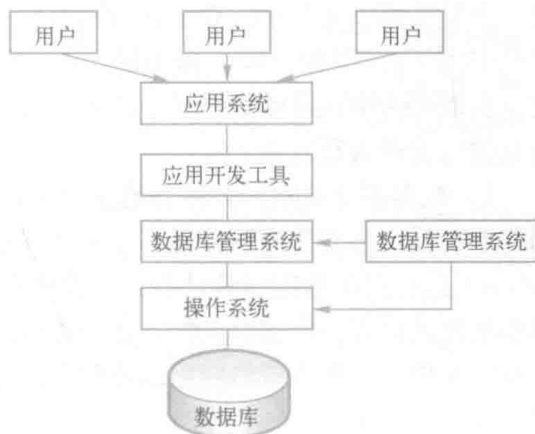 用户 用户 用户
应用系统
应用开发工具
数据库管理系统 数据库管理系统
操作系统
数据库